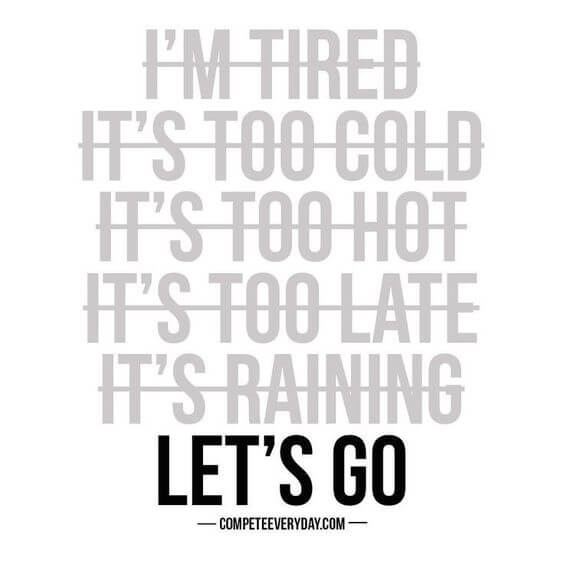 I'M TIRED
IT'S TOO COLD
IT'S TOO HOT
IT'S TOO LATE
IT'S RAINING
LET'S GO
— COMPETEEVERYDAY.COM —